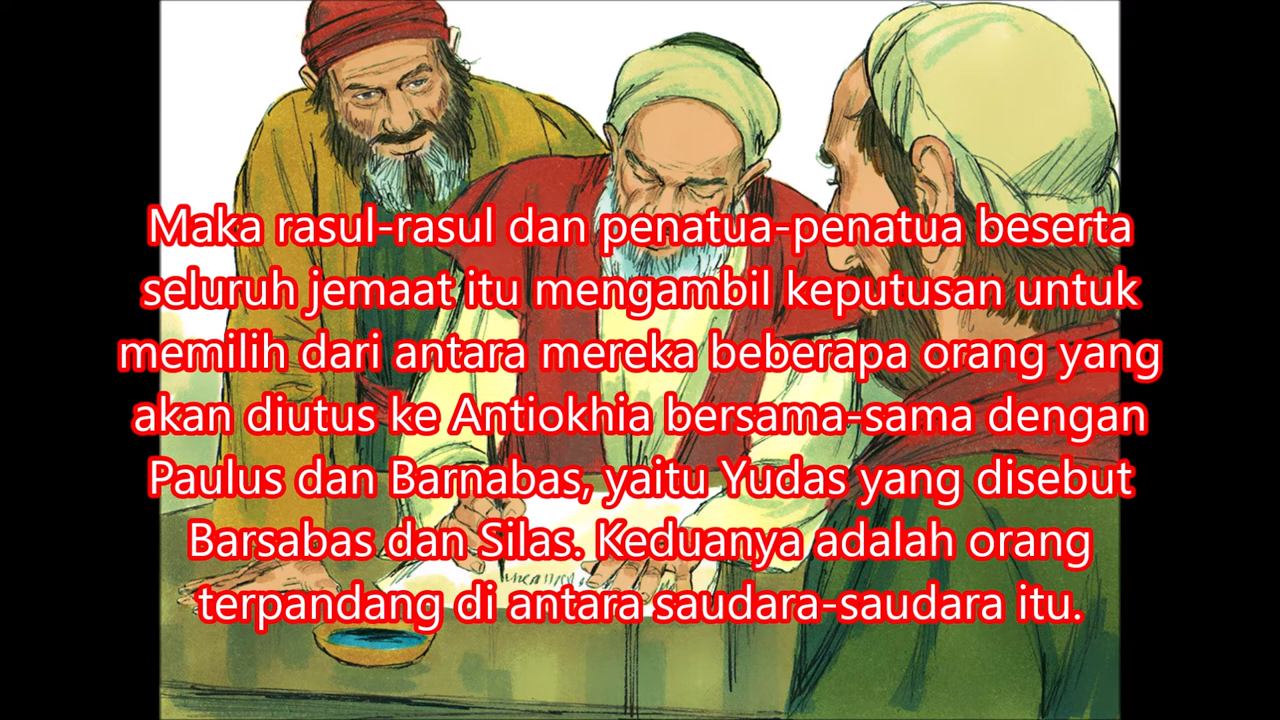 Maka rasul-rasul dan penatua-penatua beserta
seluruh jemaat itu mengambil keputusan untuk
memilih dari antara mereka beberapa orang yang
akan diutus ke Antiokhia bersama-sama dengan
Paulus dan Barnabas, yaitu Yudas yang disebut
Barsabas dan Silas. Keduanya adalah orang
terpandang di antara saudara-saudara itu.